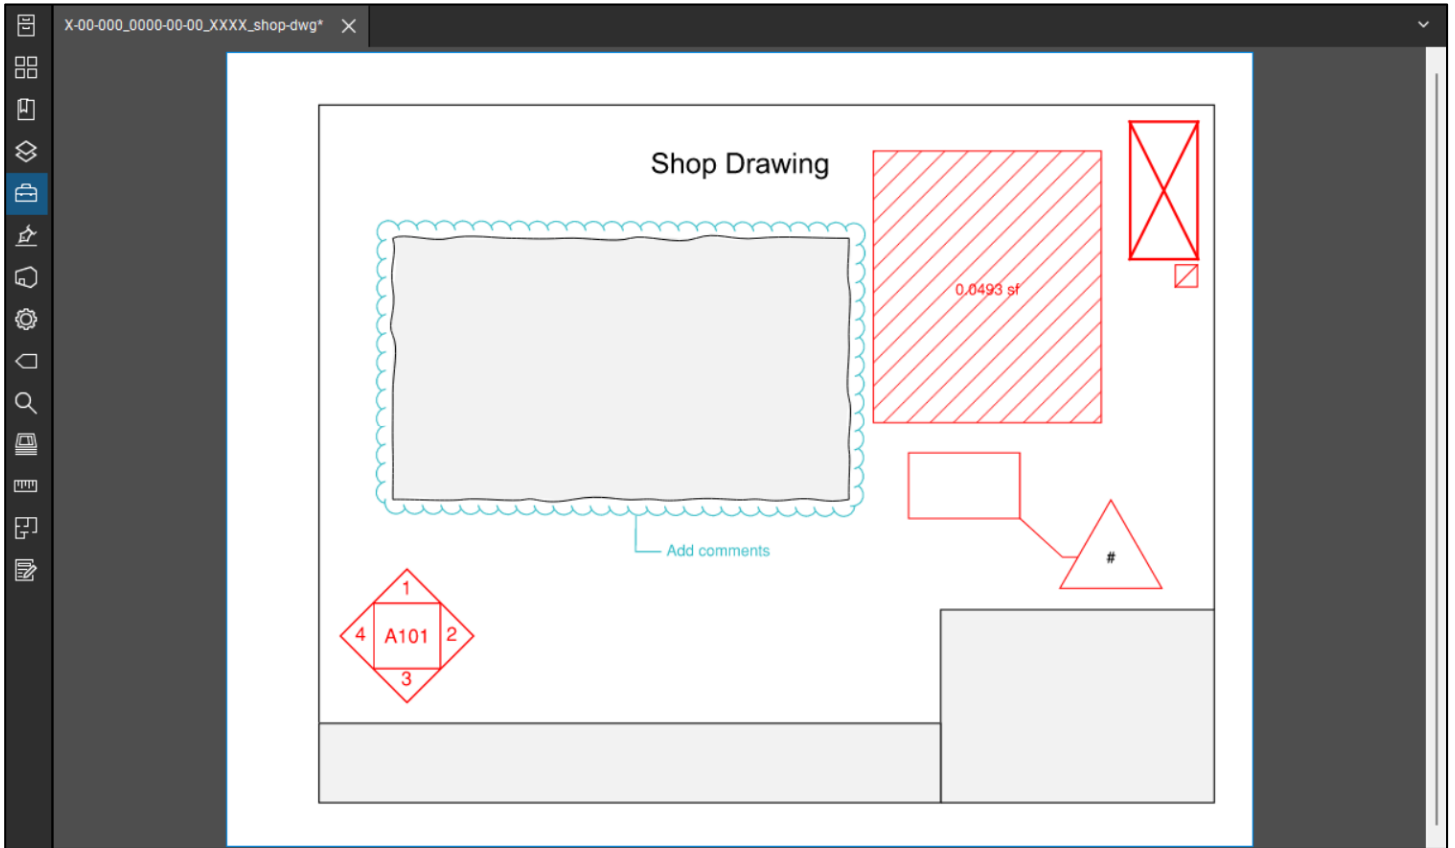 X-00-000_0000-00-00_XXXX_shop-dwg*
Shop Drawing
0.0493 sf
#
Add comments
1
4 A101 2
3